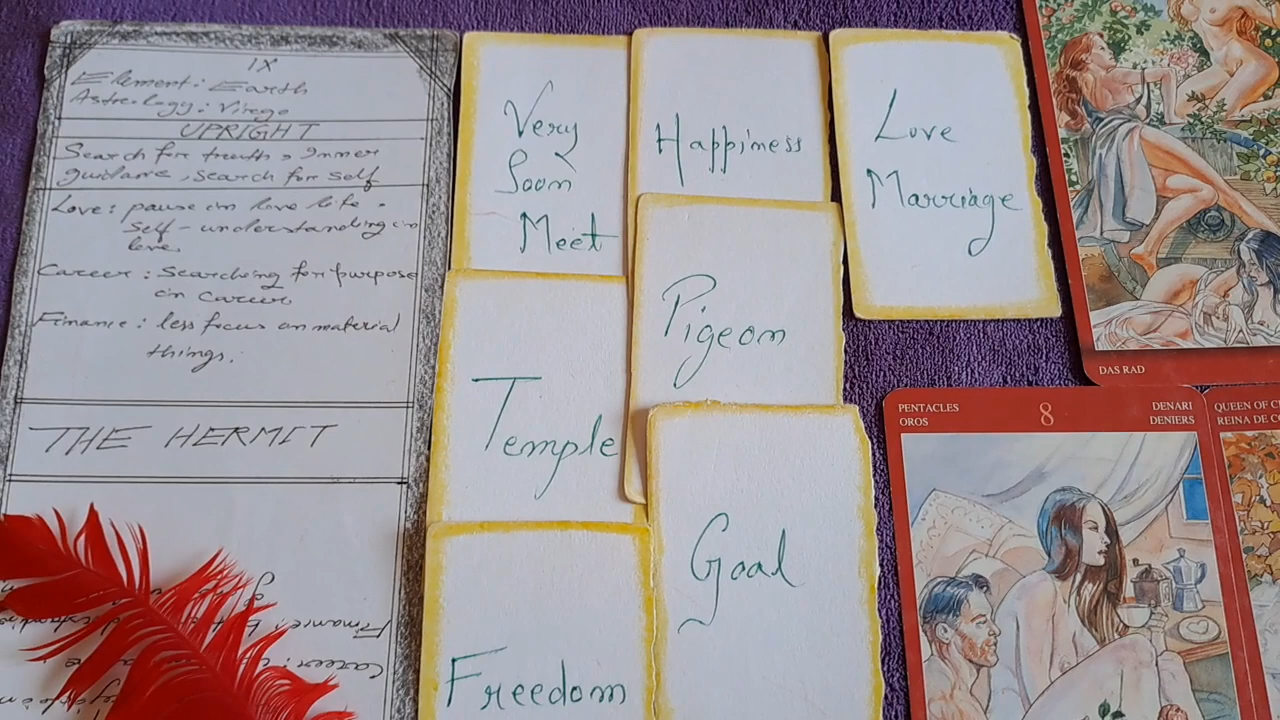 IX
Element: Earth
Astrology: Virgo
UPRIGHT
Search for truth, Inner
guidance, search for self
Love: pause in love life.
self-understanding in
love.
Career: Searching for purpose
in career
Finance: less focus on material
things.
THE HERMIT
Very
Soon
Meet
Happiness
Love
Marriage
Temple
Pigeon
Goal
Freedom
DAS RAD
PENTACLES
OROS
8
DENARI
DENIERS
QUEEN OF
REINA DE
Finance:
Career: